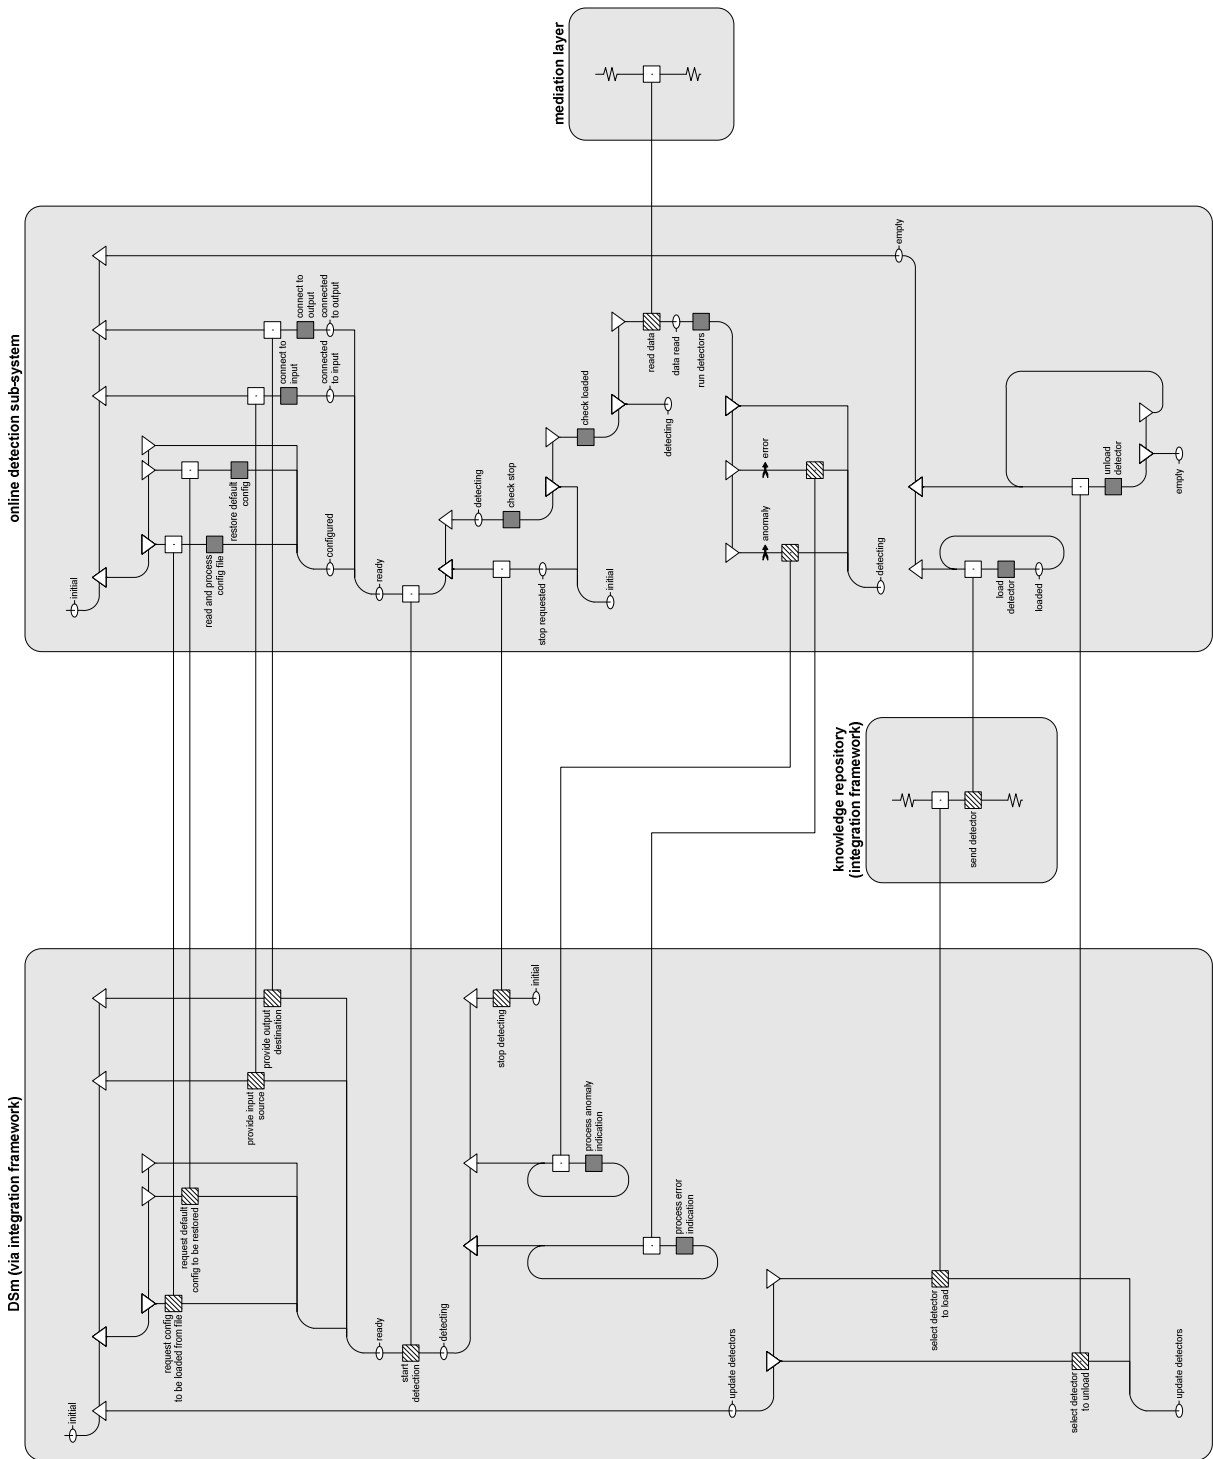 mediation layer
online detection sub-system
initial
read and process
config file
restore default
config
connect to
input
connect to
output
configured
connected
to input
connected
to output
ready
detecting
check stop
stop requested
initial
check loaded
detecting
read data
data read
run detectors
anomaly
error
detecting
empty
load
detector
loaded
unload
detector
empty
knowledge repository
(integration framework)
send detector
DSm (via integration framework)
initial
request config
to be loaded from file
request default
config to be restored
provide input
source
provide output
destination
ready
start
detection
detecting
stop detecting
initial
process anomaly
indication
process error
indication
update detectors
select detector
to load
select detector
to unload
update detectors